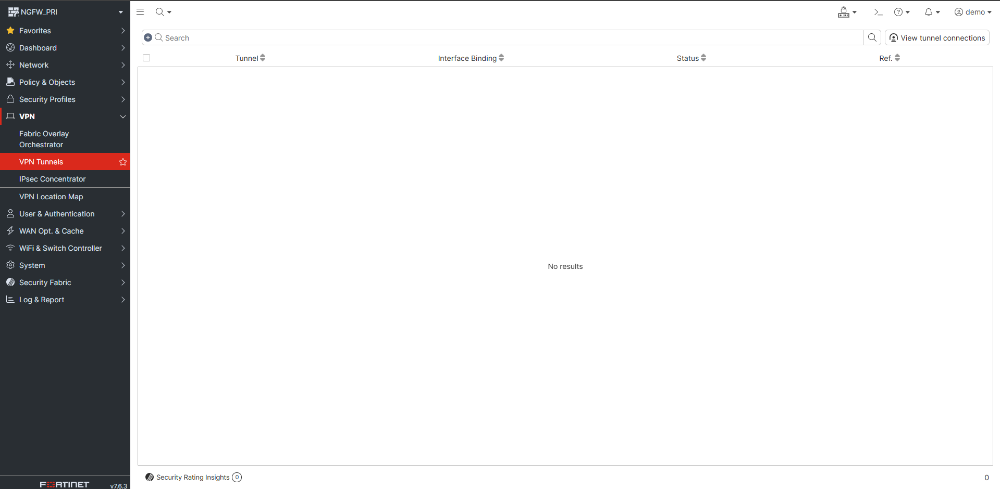 NGFW_PRI
demo
Favorites
Dashboard
Network
Policy & Objects
Security Profiles
VPN
Fabric Overlay
Orchestrator
VPN Tunnels
IPsec Concentrator
VPN Location Map
User & Authentication
WAN Opt. & Cache
WiFi & Switch Controller
System
Security Fabric
Log & Report
FORTINET v7.6.3
Search
View tunnel connections
Tunnel Interface Binding Status Ref.
No results
Security Rating Insights 0
0